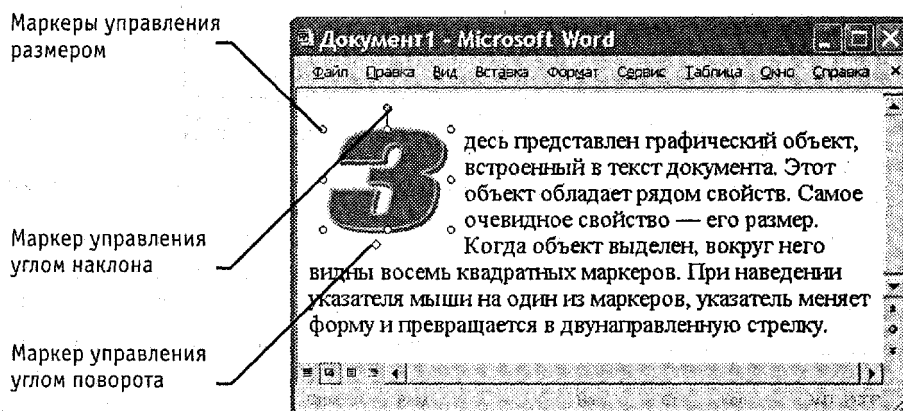 Маркеры управления
размером
Маркер управления
углом наклона
Маркер управления
углом поворота
Документ1 - Microsoft Word
Файл Правка Вид Вставка Формат Сервис Таблица Окно Справка
З
десь представлен графический объект,
встроенный в текст документа. Этот
объект обладает рядом свойств. Самое
очевидное свойство — его размер.
Когда объект выделен, вокруг него
видны восемь квадратных маркеров. При наведении
указателя мыши на один из маркеров, указатель меняет
форму и превращается в двунаправленную стрелку.